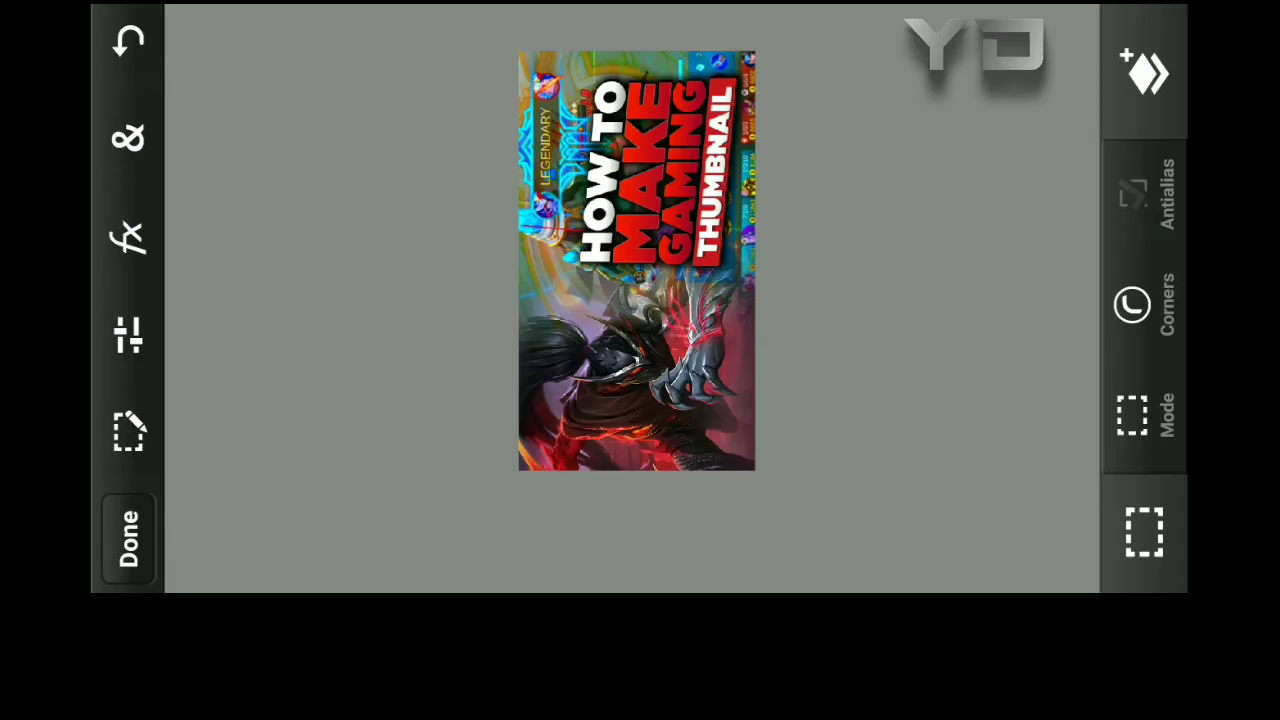 YD
Done
&
fx
LEGENDARY
HOW TO
MAKE
GAMING
THUMBNAIL
Antialias
Corners
Mode